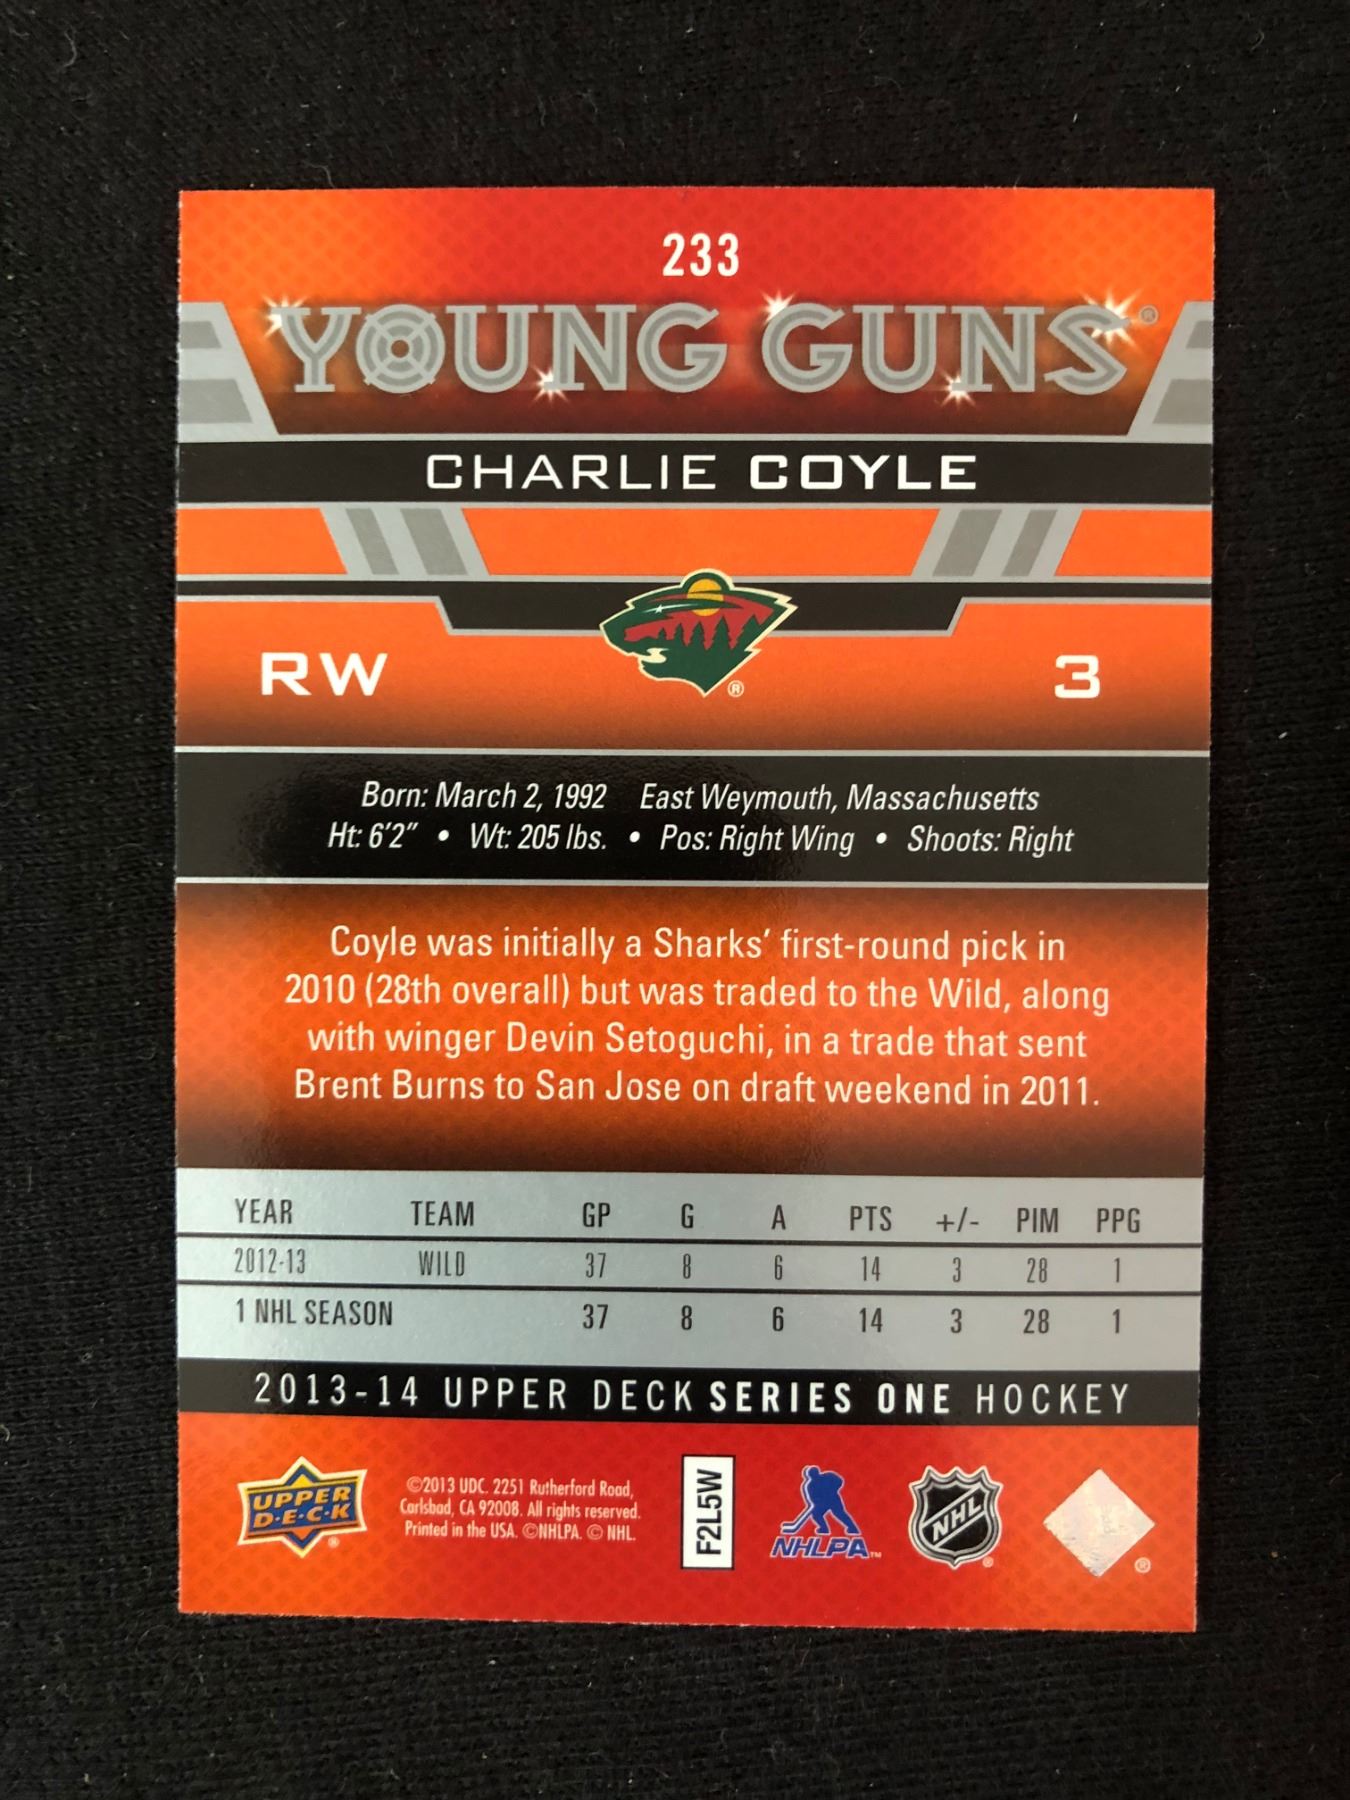 233
YOUNG GUNS®
CHARLIE COYLE
RW 3
®
Born: March 2, 1992 East Weymouth, Massachusetts
Ht: 6'2" • Wt: 205 lbs. • Pos: Right Wing • Shoots: Right
Coyle was initially a Sharks' first-round pick in
2010 (28th overall) but was traded to the Wild, along
with winger Devin Setoguchi, in a trade that sent
Brent Burns to San Jose on draft weekend in 2011.
YEAR TEAM GP G A PTS +/- PIM PPG
2012-13 WILD 37 8 6 14 3 28 1
1 NHL SEASON 37 8 6 14 3 28 1
2013-14 UPPER DECK SERIES ONE HOCKEY
UPPER
D·E·C·K
®
©2013 UDC. 2251 Rutherford Road,
Carlsbad, CA 92008. All rights reserved.
Printed in the USA. ©NHLPA. © NHL.
F2L5W
NHLPA™
NHL
®
®